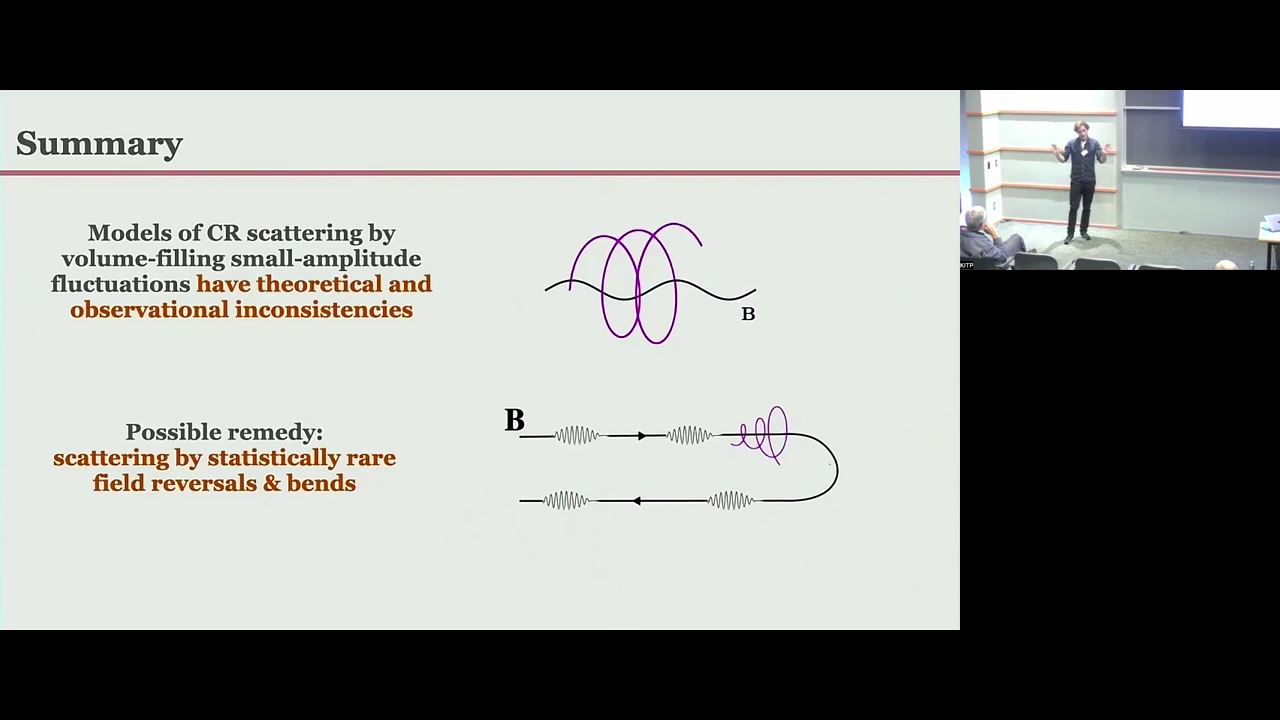 Summary
Models of CR scattering by
volume-filling small-amplitude
fluctuations have theoretical and
observational inconsistencies
B
Possible remedy:
scattering by statistically rare
field reversals & bends
B
KITP